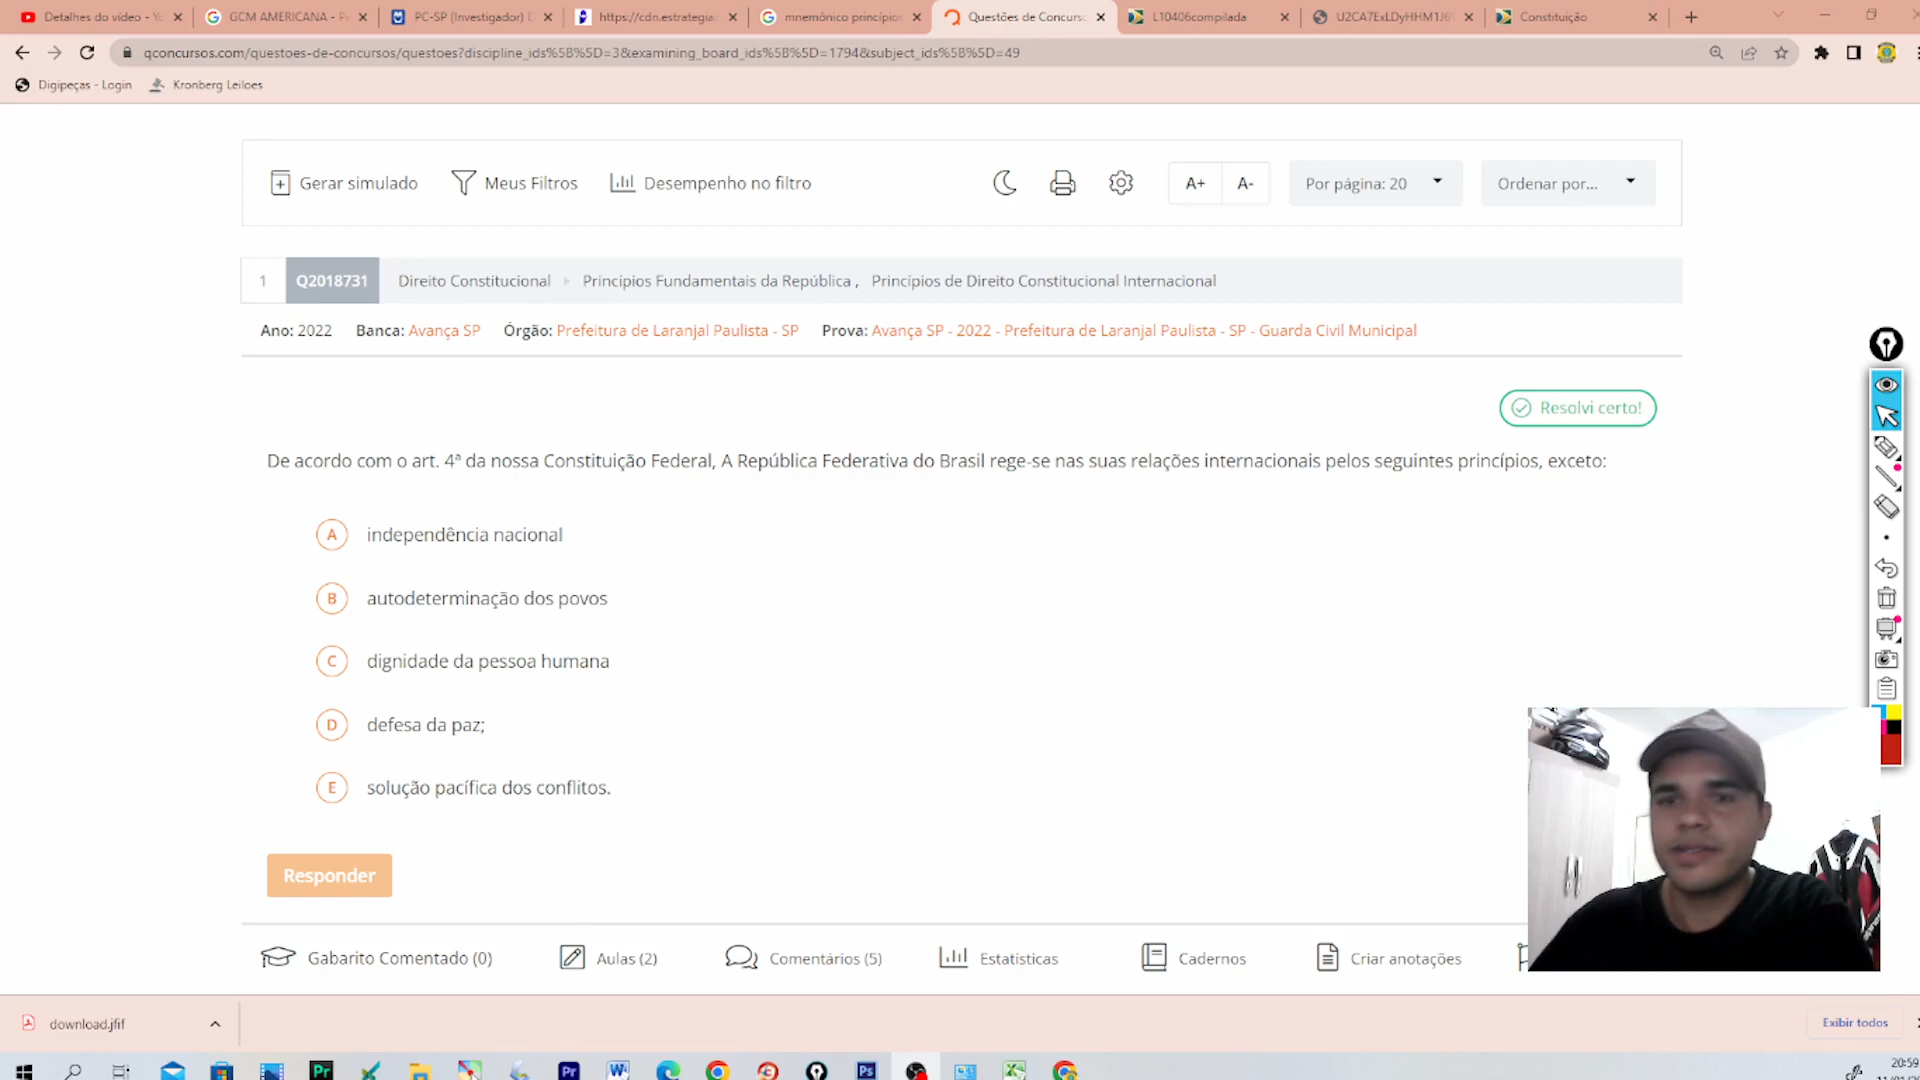 Detalhes do vídeo - Yo
GCM AMERICANA - P
PC-SP (Investigador) D
https://cdn.estrategia
mnemônico princípios
Questões de Concurso
L10406compilada
U2CA7ExLDyHHM1J6
Constituição
qconcursos.com/questoes-de-concursos/questoes?discipline_ids%5B%5D=3&examining_board_ids%5B%5D=1794&subject_ids%5B%5D=49
Digipeças - Login
Kronberg Leiloes
Gerar simulado
Meus Filtros
Desempenho no filtro
A+
A-
Por página: 20
Ordenar por...
1
Q2018731
Direito Constitucional
Princípios Fundamentais da República ,
Princípios de Direito Constitucional Internacional
Ano: 2022 Banca: Avança SP Órgão: Prefeitura de Laranjal Paulista - SP Prova: Avança SP - 2022 - Prefeitura de Laranjal Paulista - SP - Guarda Civil Municipal
Resolvi certo!
De acordo com o art. 4ª da nossa Constituição Federal, A República Federativa do Brasil rege-se nas suas relações internacionais pelos seguintes princípios, exceto:
A independência nacional
B autodeterminação dos povos
C dignidade da pessoa humana
D defesa da paz;
E solução pacífica dos conflitos.
Responder
Gabarito Comentado (0)
Aulas (2)
Comentários (5)
Estatísticas
Cadernos
Criar anotações
download.jfif
Exibir todos
Pr
Pr
W
Ps
20:59